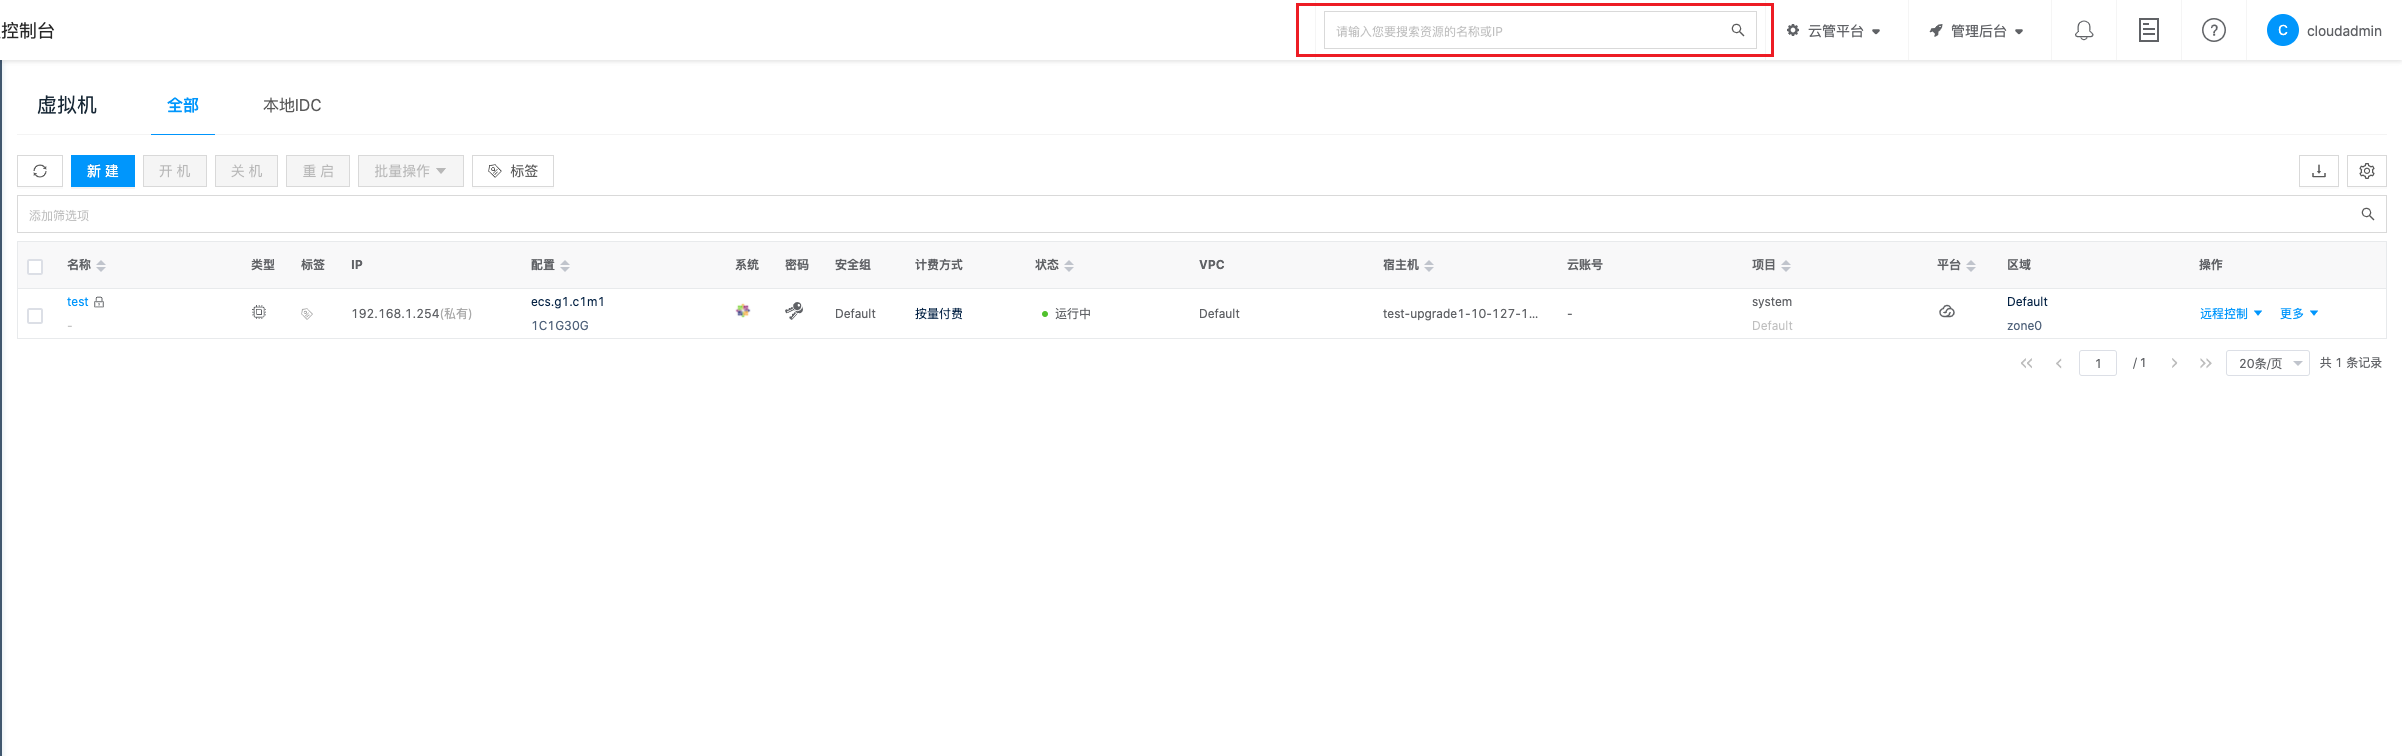 控制台
请输入您要搜索资源的名称或IP
云管平台
管理后台
C
cloudadmin
虚拟机
全部
本地IDC
新 建
开 机
关 机
重 启
批量操作
标签
添加筛选项
名称 类型 标签 IP 配置 系统 密码 安全组 计费方式 状态 VPC 宿主机 云账号 项目 平台 区域 操作
test
-
192.168.1.254(私有)
ecs.g1.c1m1
1C1G30G
Default
按量付费
运行中
Default
test-upgrade1-10-127-1...
-
system
Default
Default
zone0
远程控制
更多
1
/ 1
20条/页
共 1 条记录